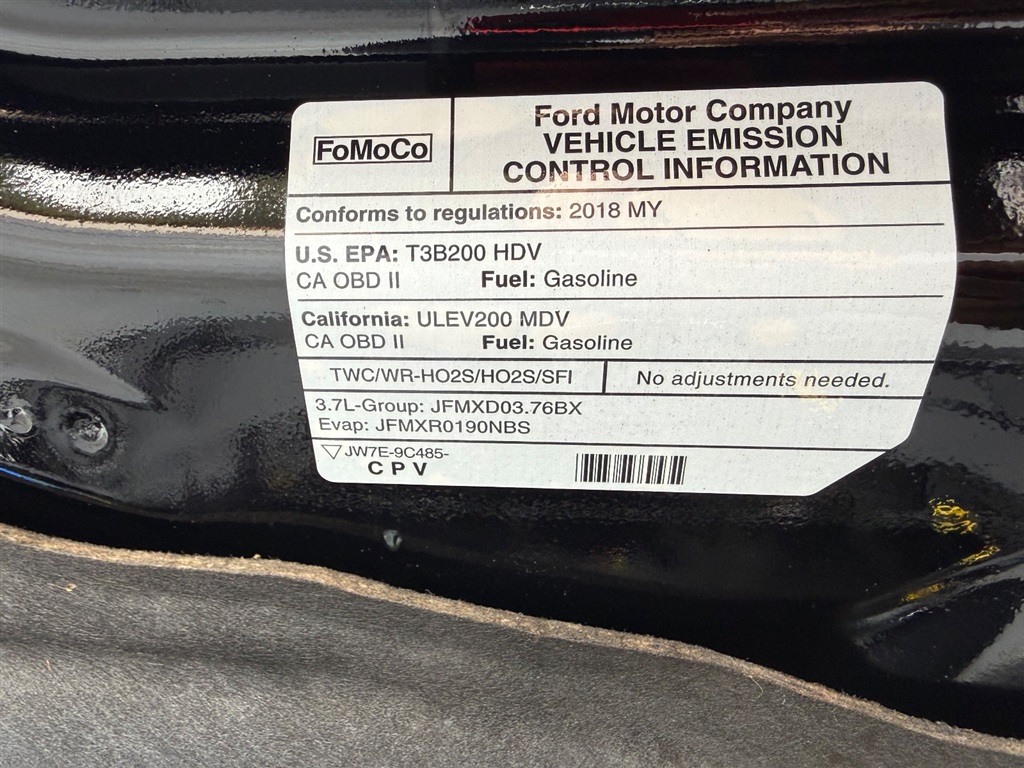 FoMoCo
Ford Motor Company
VEHICLE EMISSION
CONTROL INFORMATION
Conforms to regulations: 2018 MY
U.S. EPA: T3B200 HDV
CA OBD II Fuel: Gasoline
California: ULEV200 MDV
CA OBD II Fuel: Gasoline
TWC/WR-HO2S/HO2S/SFI No adjustments needed.
3.7L-Group: JFMXD03.76BX
Evap: JFMXR0190NBS
JW7E-9C485-
CPV